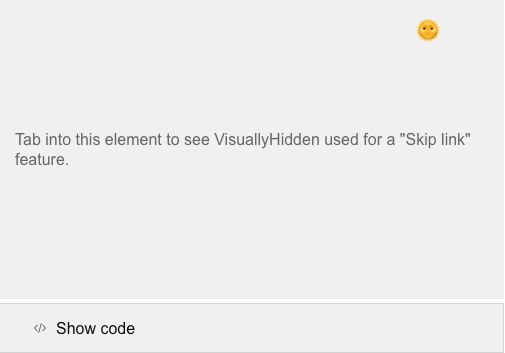 Tab into this element to see VisuallyHidden used for a "Skip link"
feature.
Show code